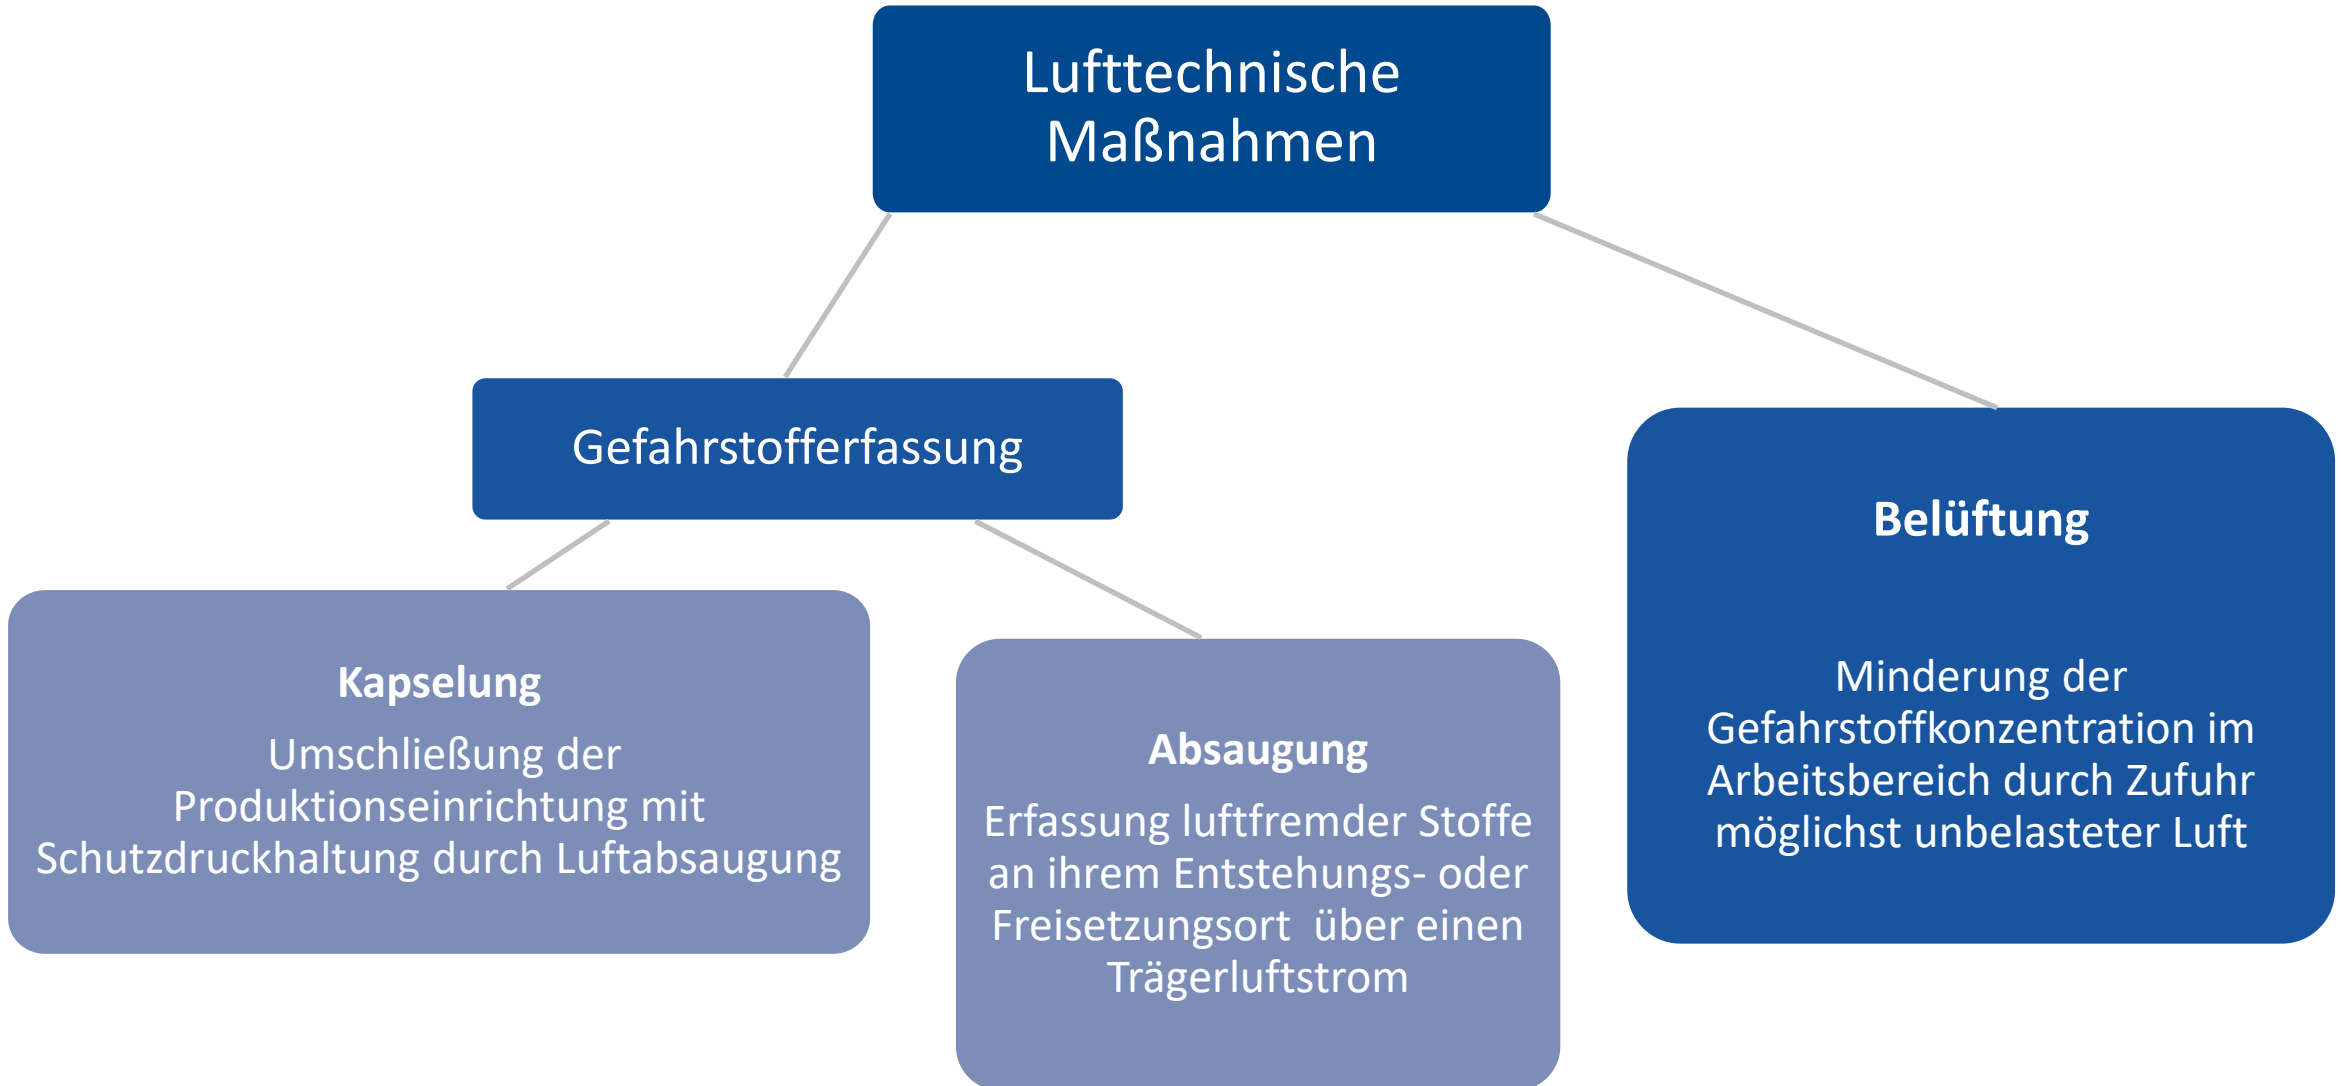 Lufttechnische
Maßnahmen
Gefahrstofferfassung
Kapselung
Umschließung der
Produktionseinrichtung mit
Schutzdruckhaltung durch Luftabsaugung
Absaugung
Erfassung luftfremder Stoffe
an ihrem Entstehungs- oder
Freisetzungsort  über einen
Trägerluftstrom
Belüftung
Minderung der
Gefahrstoffkonzentration im
Arbeitsbereich durch Zufuhr
möglichst unbelasteter Luft